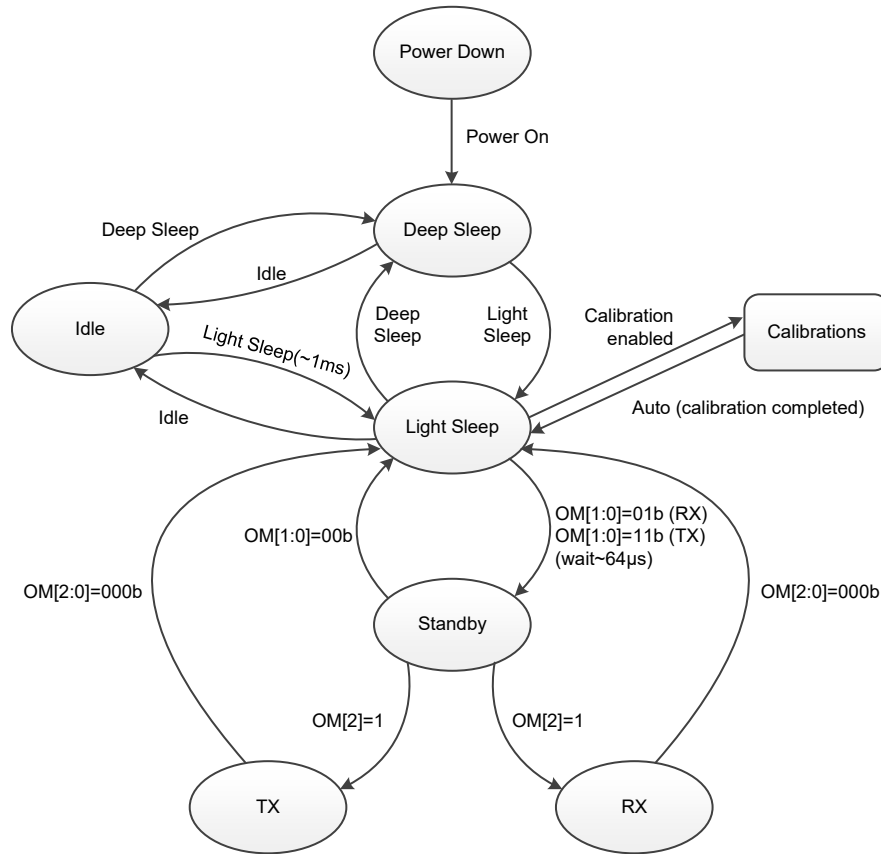 Power Down
Power On
Deep Sleep
Deep Sleep
Idle
Idle
Deep
Sleep
Light
Sleep
Calibration
enabled
Calibrations
Light Sleep(~1ms)
Idle
Light Sleep
Auto (calibration completed)
OM[1:0]=00b
OM[1:0]=01b (RX)
OM[1:0]=11b (TX)
(wait~64μs)
OM[2:0]=000b
OM[2:0]=000b
Standby
OM[2]=1
OM[2]=1
TX
RX